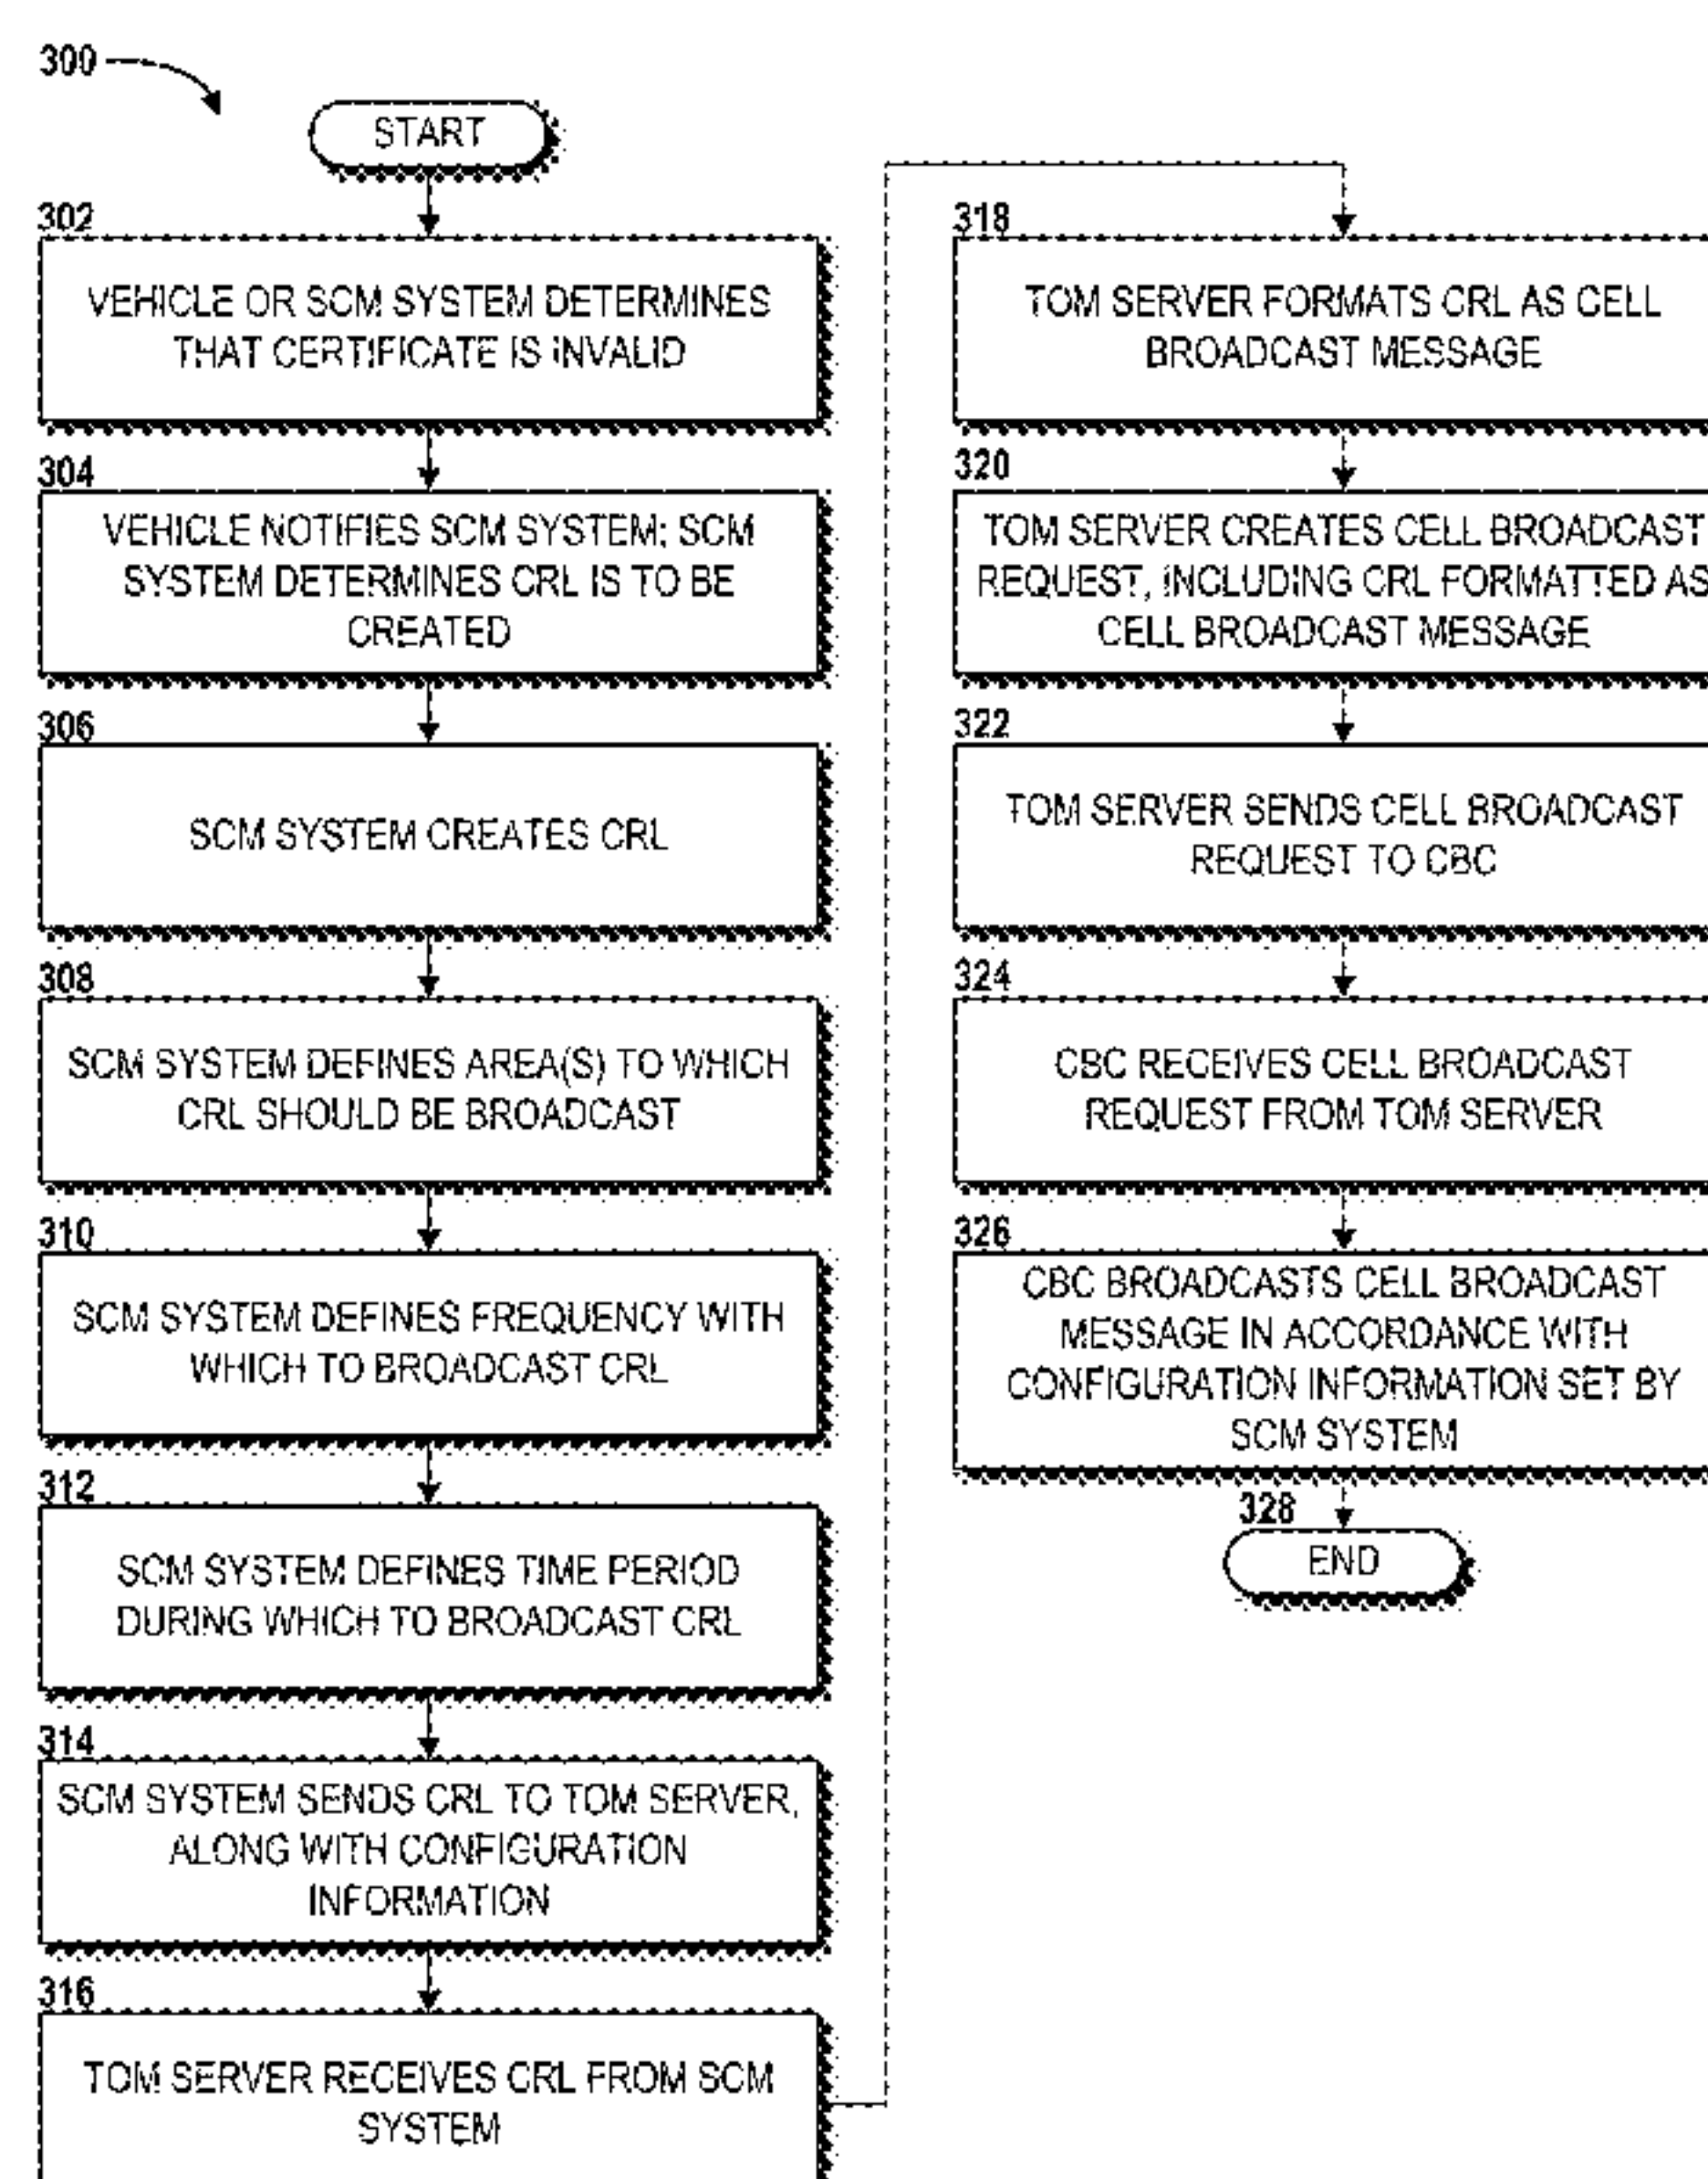 300
START
302
VEHICLE OR SCM SYSTEM DETERMINES
THAT CERTIFICATE IS INVALID
304
VEHICLE NOTIFIES SCM SYSTEM; SCM
SYSTEM DETERMINES CRL IS TO BE
CREATED
306
SCM SYSTEM CREATES CRL
308
SCM SYSTEM DEFINES AREA(S) TO WHICH
CRL SHOULD BE BROADCAST
310
SCM SYSTEM DEFINES FREQUENCY WITH
WHICH TO BROADCAST CRL
312
SCM SYSTEM DEFINES TIME PERIOD
DURING WHICH TO BROADCAST CRL
314
SCM SYSTEM SENDS CRL TO TOM SERVER,
ALONG WITH CONFIGURATION
INFORMATION
316
TOM SERVER RECEIVES CRL FROM SCM
SYSTEM
318
TOM SERVER FORMATS CRL AS CELL
BROADCAST MESSAGE
320
TOM SERVER CREATES CELL BROADCAST
REQUEST, INCLUDING CRL FORMATTED AS
CELL BROADCAST MESSAGE
322
TOM SERVER SENDS CELL BROADCAST
REQUEST TO CBC
324
CBC RECEIVES CELL BROADCAST
REQUEST FROM TOM SERVER
326
CBC BROADCASTS CELL BROADCAST
MESSAGE IN ACCORDANCE WITH
CONFIGURATION INFORMATION SET BY
SCM SYSTEM
328
END